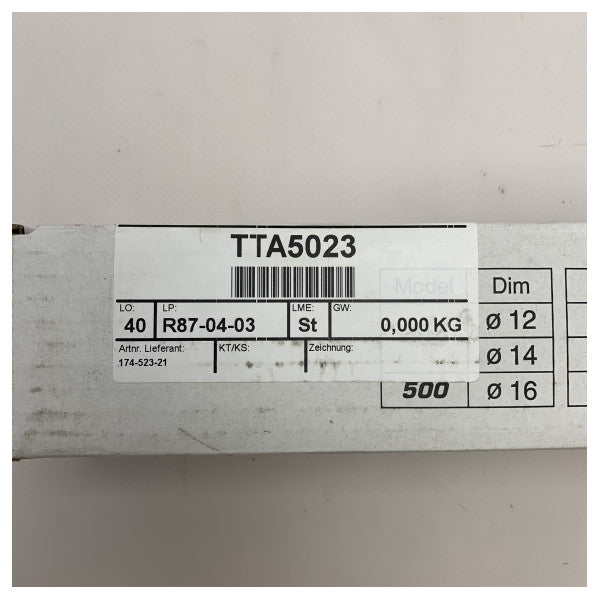 TTA5023
LO: LP: LME: GW:
40 R87-04-03 St 0,000 KG
Artnr. Lieferant: KT/KS: Zeichnung:
174-523-21
Model Dim
ø 12
ø 14
500 ø 16